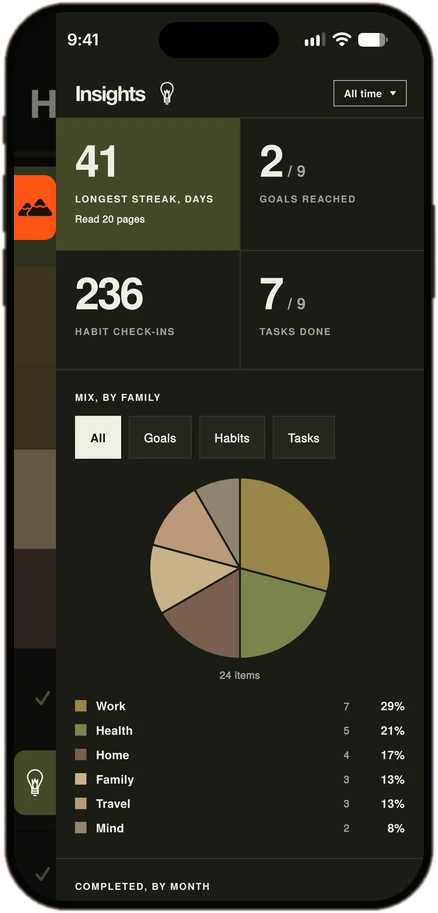 9:41
H
Insights
All time
41
LONGEST STREAK, DAYS
Read 20 pages
2 / 9
GOALS REACHED
236
HABIT CHECK-INS
7 / 9
TASKS DONE
MIX, BY FAMILY
All Goals Habits Tasks
24 items
Work 7 29%
Health 5 21%
Home 4 17%
Family 3 13%
Travel 3 13%
Mind 2 8%
COMPLETED, BY MONTH